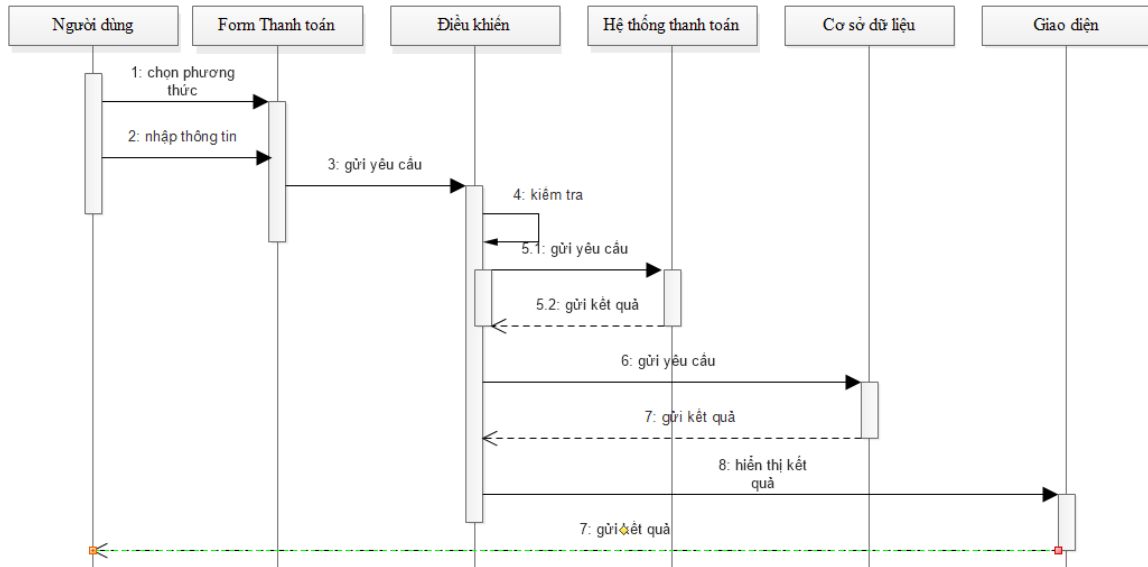 Người dùng
Form Thanh toán
Điều khiến
Hệ thống thanh toán
Cơ sở dữ liệu
Giao diện
1: chọn phương
thức
2: nhập thông tin
3: gửi yêu cầu
4: kiêm tra
5.1: gửi yêu cầu
5.2: gửi kết quả
6: gửi yêu cầu
7: gửi kết quả
8: hiển thị kết
quả
7: gửi kết quả